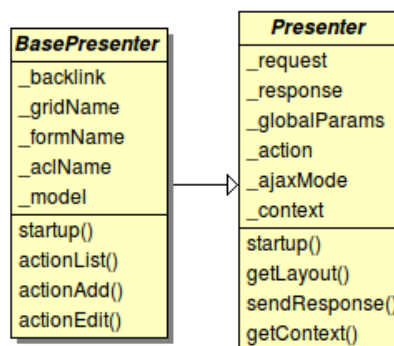 BasePresenter
_backlink
_gridName
_formName
_aclName
_model
startup()
actionList()
actionAdd()
actionEdit()
Presenter
_request
_response
_globalParams
_action
_ajaxMode
_context
startup()
getLayout()
sendResponse()
getContext()